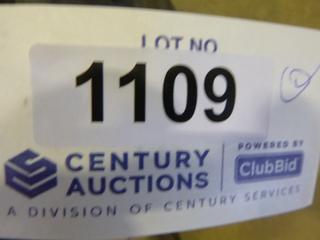 LOT NO.
1109
CENTURY
AUCTIONS
POWERED BY
ClubBid
A DIVISION OF CENTURY SERVICES